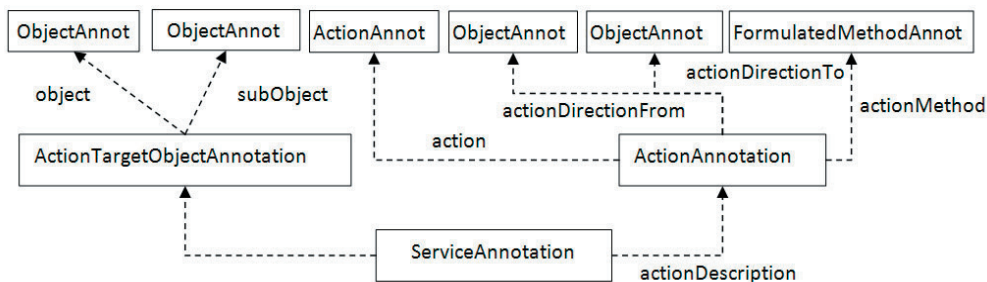 ObjectAnnot
ObjectAnnot
ActionAnnot
ObjectAnnot
ObjectAnnot
FormulatedMethodAnnot
object
subObject
actionDirectionTo
actionDirectionFrom
actionMethod
action
ActionTargetObjectAnnotation
ActionAnnotation
ServiceAnnotation
actionDescription